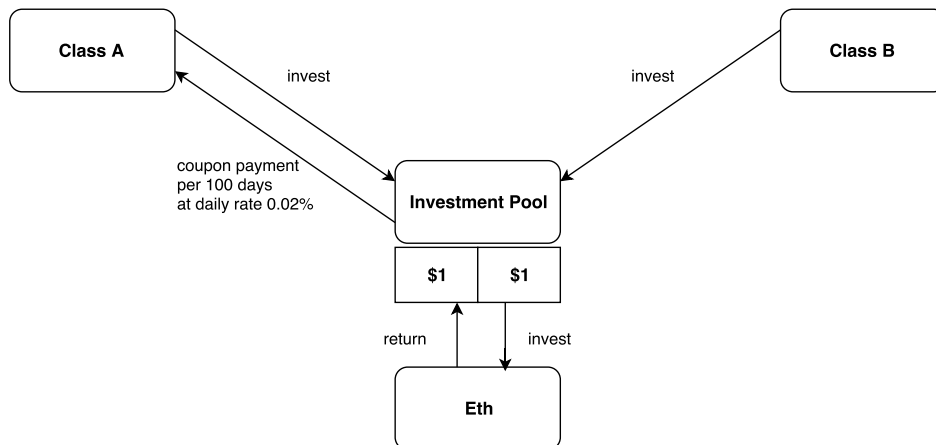 Class A
Class B
invest
invest
coupon payment
per 100 days
at daily rate 0.02%
Investment Pool
$1
$1
return
invest
Eth